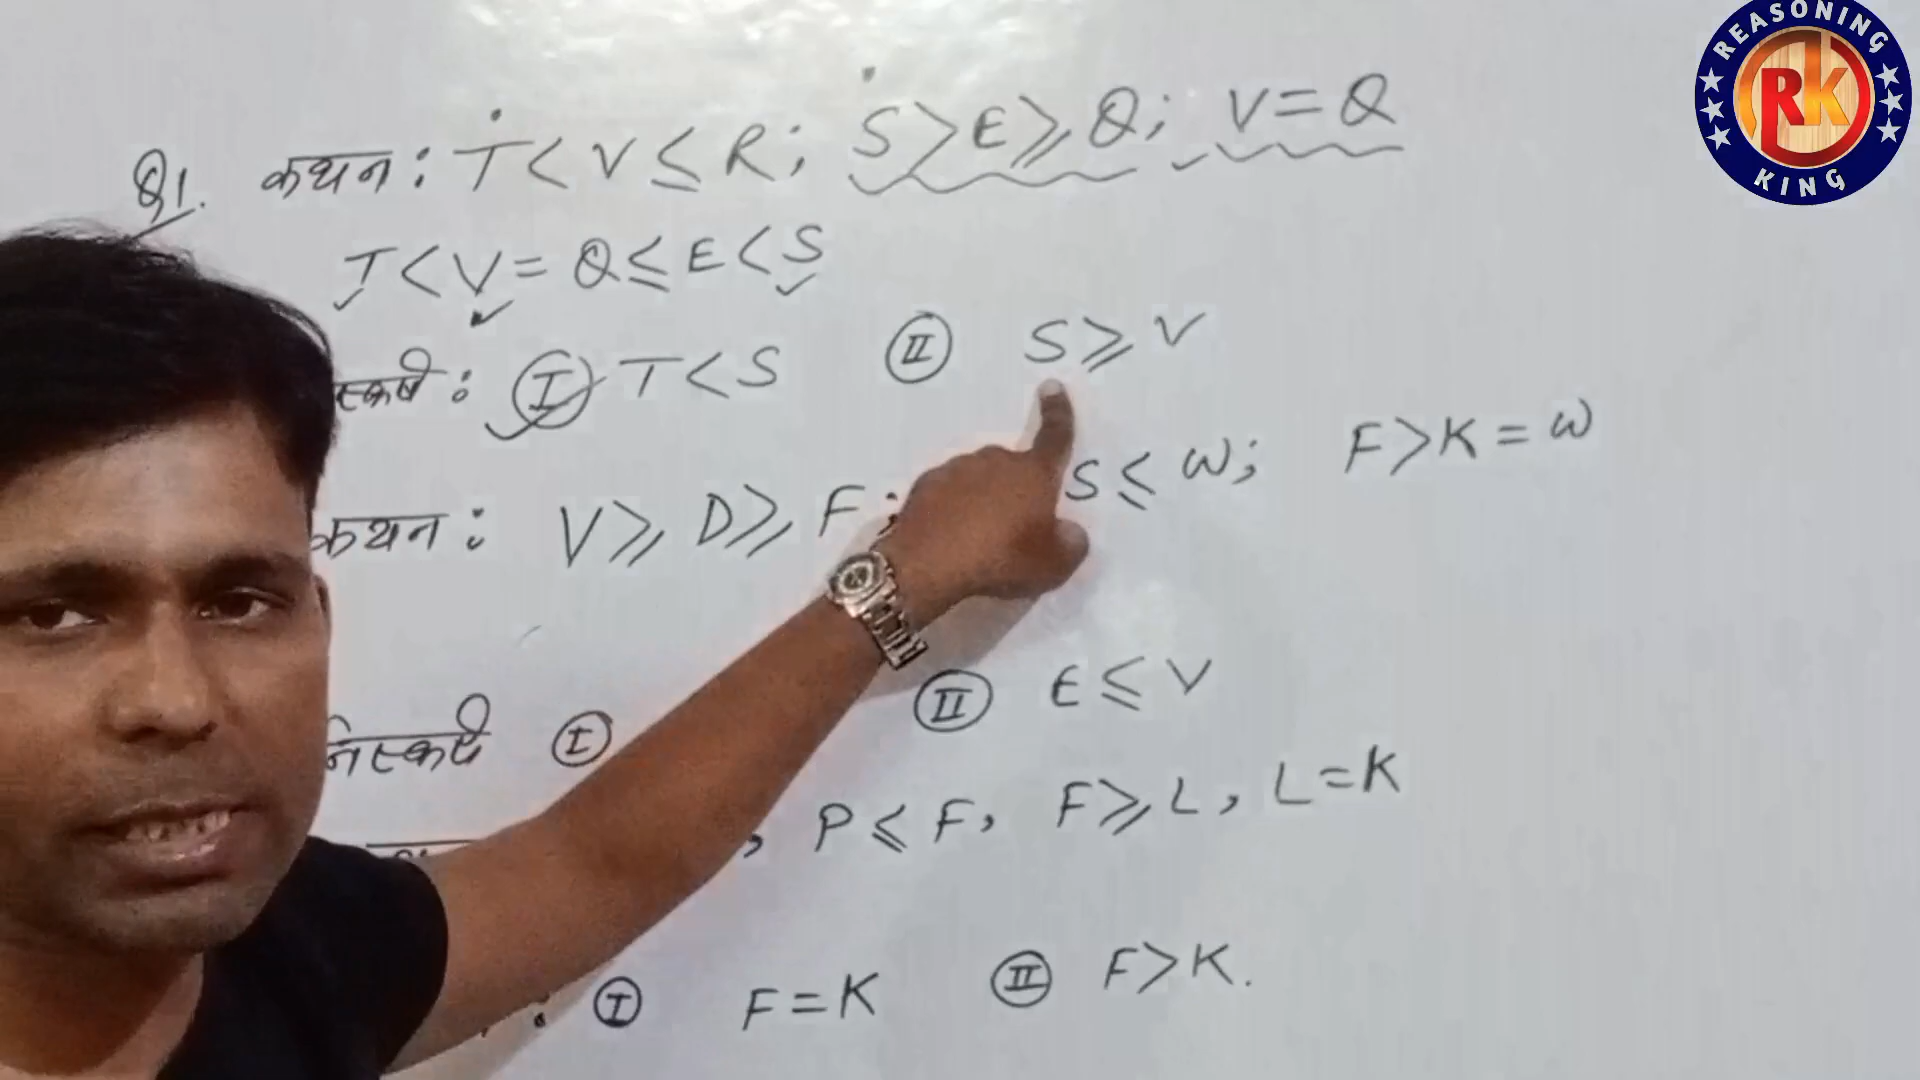 REASONING
RK
KING
Q1. कथन: T < V ≤ R; S > E ≥ Q; V = Q
T < V = Q ≤ E < S
स्कर्ष: I T < S II S ≥ V
कथन: V ≥ D ≥ F; S ≤ W; F > K = W
निस्कर्ष I II E ≤ V
, P ≤ F, F ≥ L, L = K
: I F = K II F > K.